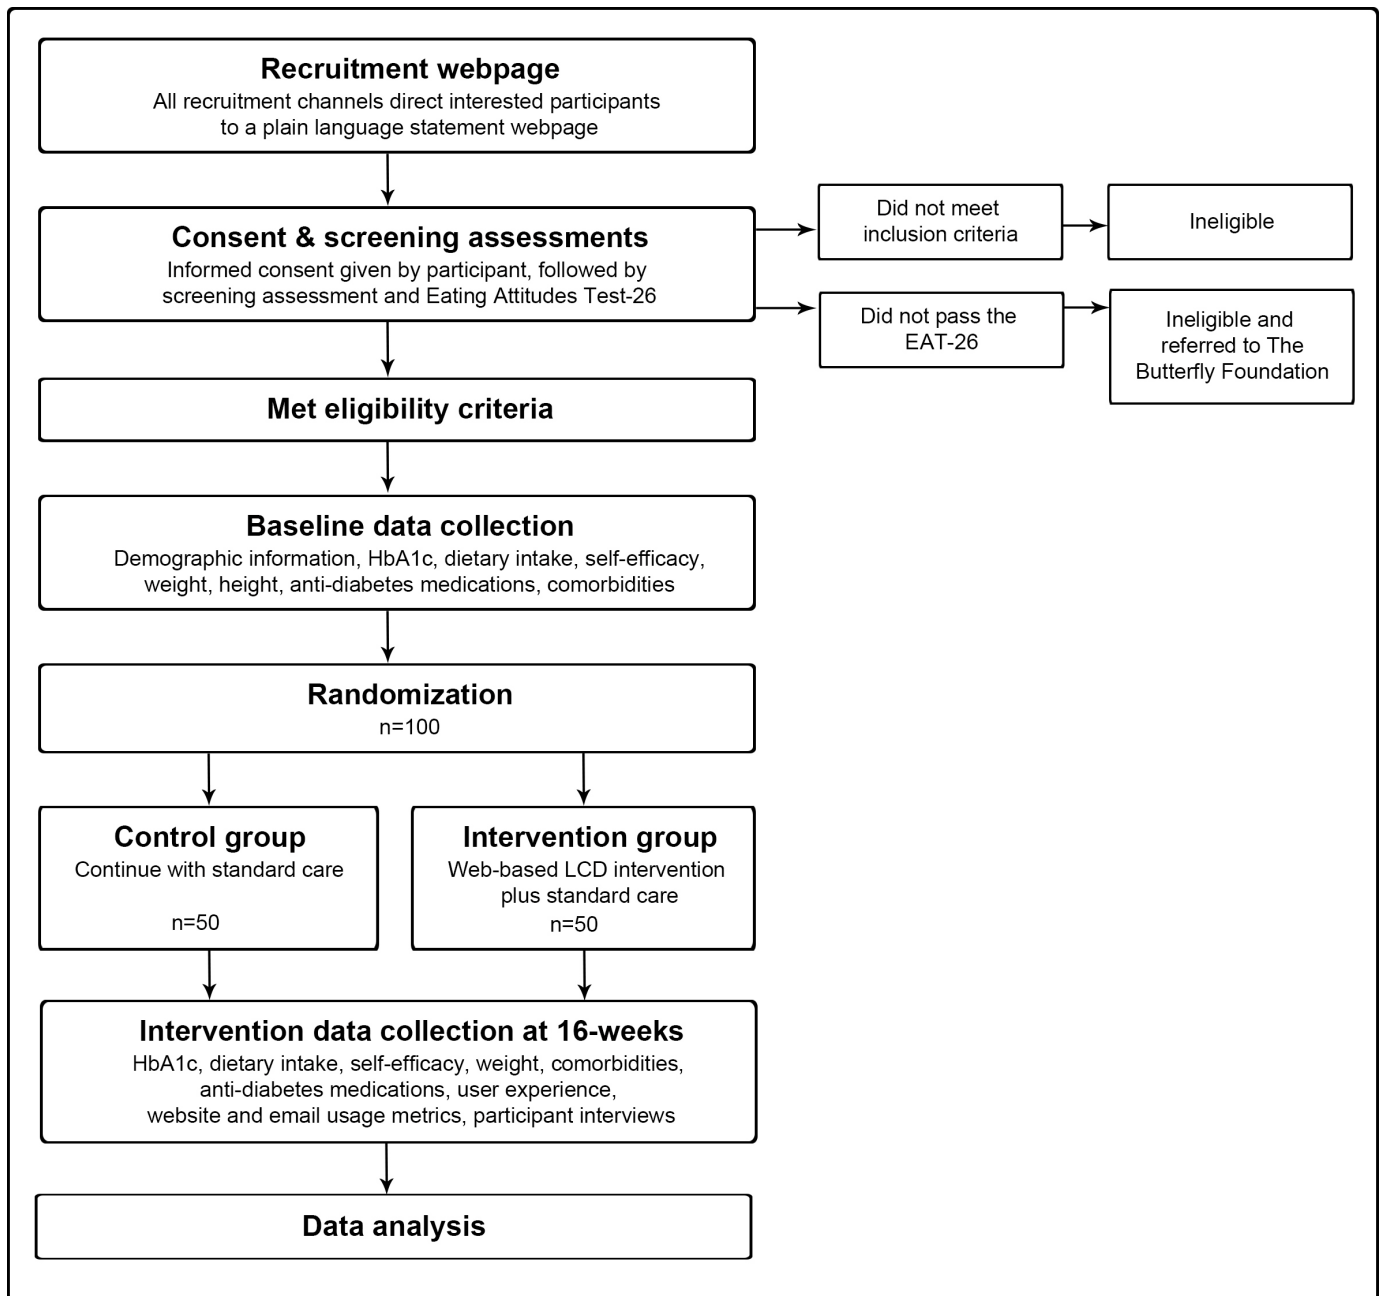 Recruitment webpage
All recruitment channels direct interested participants
to a plain language statement webpage
Consent & screening assessments
Informed consent given by participant, followed by
screening assessment and Eating Attitudes Test-26
Did not meet
inclusion criteria
Ineligible
Did not pass the
EAT-26
Ineligible and
referred to The
Butterfly Foundation
Met eligibility criteria
Baseline data collection
Demographic information, HbA1c, dietary intake, self-efficacy,
weight, height, anti-diabetes medications, comorbidities
Randomization
n=100
Control group
Continue with standard care
n=50
Intervention group
Web-based LCD intervention
plus standard care
n=50
Intervention data collection at 16-weeks
HbA1c, dietary intake, self-efficacy, weight, comorbidities,
anti-diabetes medications, user experience,
website and email usage metrics, participant interviews
Data analysis